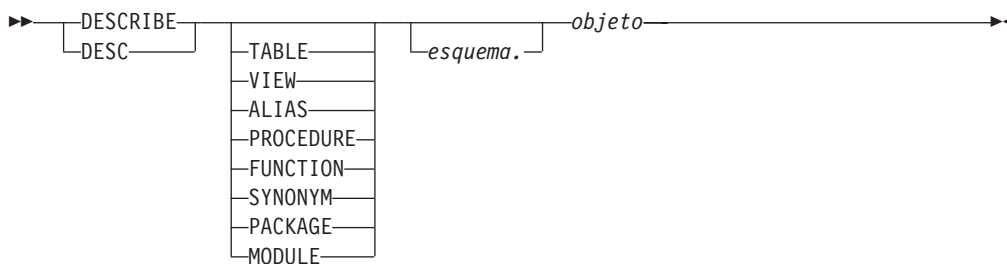 DESCRIBE objeto
DESC TABLE esquema.
VIEW
ALIAS
PROCEDURE
FUNCTION
SYNONYM
PACKAGE
MODULE